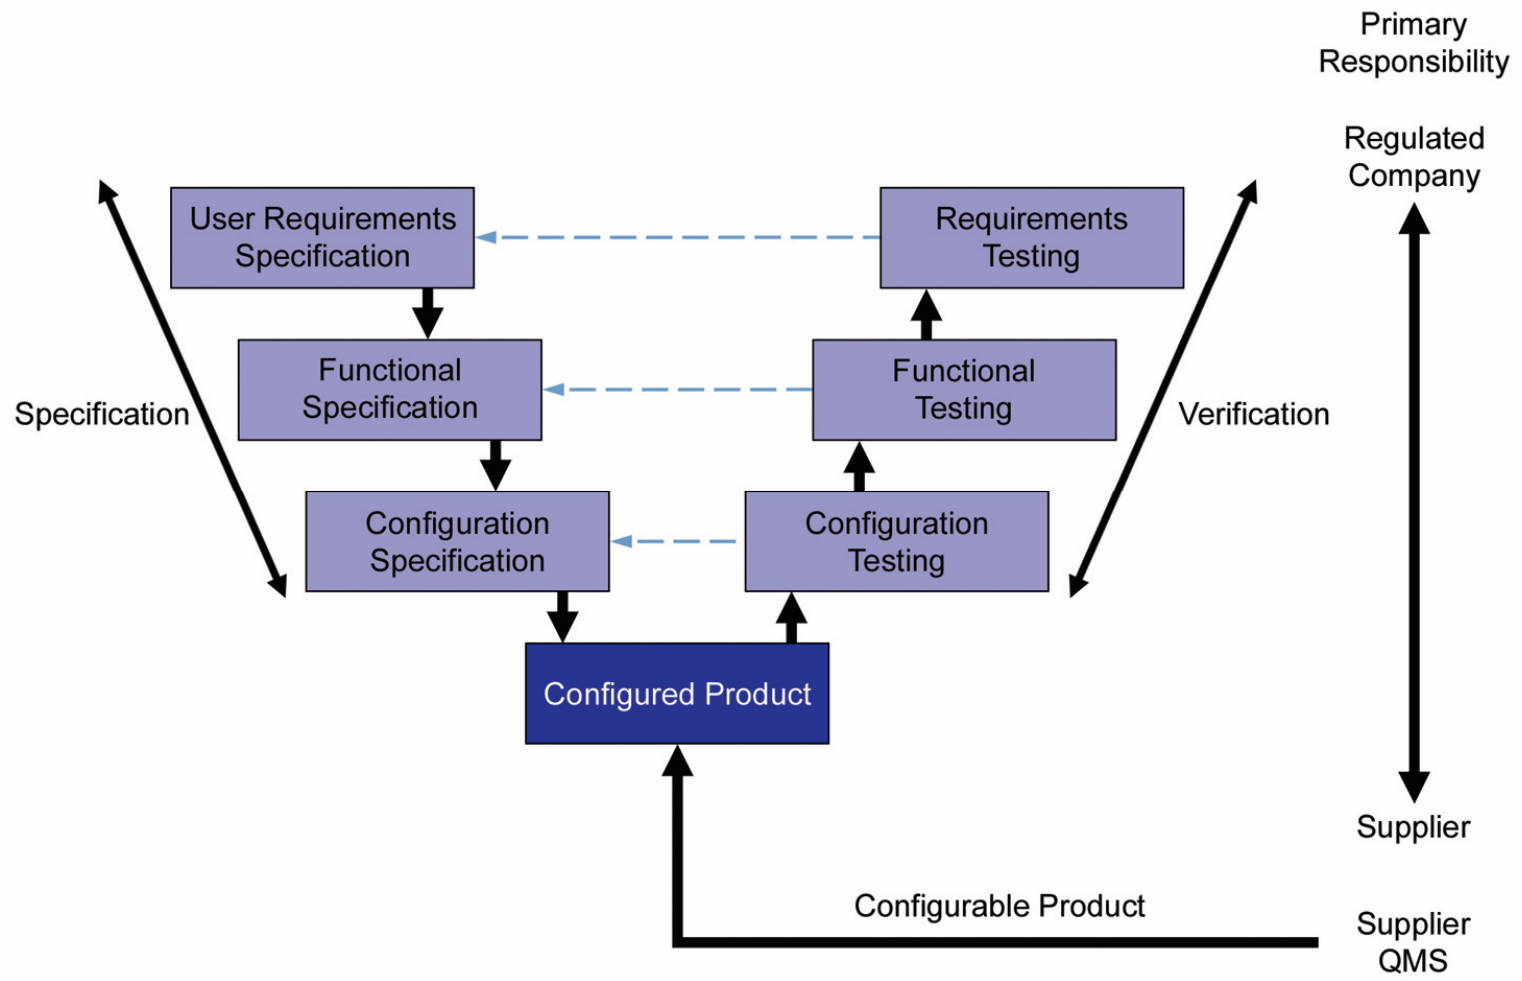 Primary
Responsibility
Regulated
Company
User Requirements
Specification
Requirements
Testing
Functional
Specification
Functional
Testing
Specification
Verification
Configuration
Specification
Configuration
Testing
Configured Product
Supplier
Configurable Product
Supplier
QMS